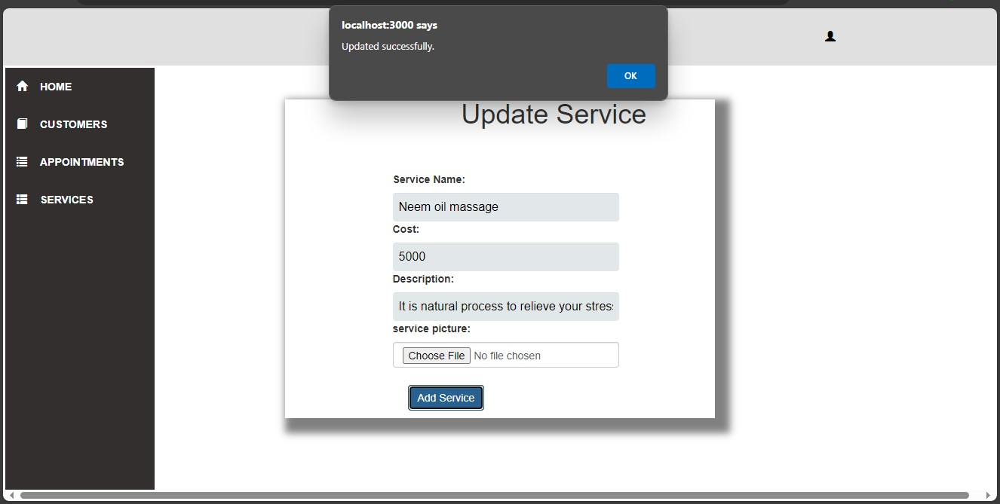 localhost:3000 says
Updated successfully.
OK
HOME
CUSTOMERS
APPOINTMENTS
SERVICES
Update Service
Service Name:
Neem oil massage
Cost:
5000
Description:
It is natural process to relieve your stres
service picture:
Choose File No file chosen
Add Service